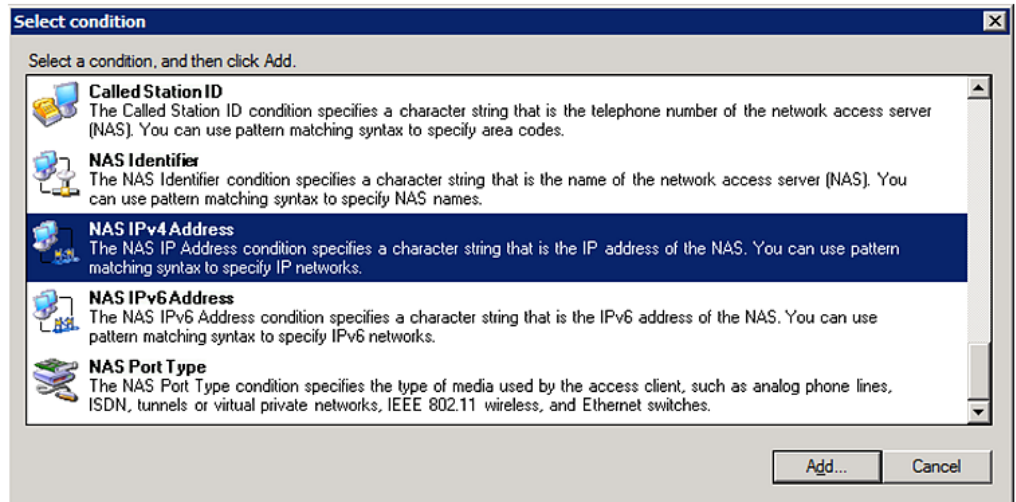 Select condition
Select a condition, and then click Add.
Called Station ID
The Called Station ID condition specifies a character string that is the telephone number of the network access server
(NAS). You can use pattern matching syntax to specify area codes.
NAS Identifier
The NAS Identifier condition specifies a character string that is the name of the network access server (NAS). You
can use pattern matching syntax to specify NAS names.
NAS IPv4 Address
The NAS IP Address condition specifies a character string that is the IP address of the NAS. You can use pattern
matching syntax to specify IP networks.
NAS IPv6 Address
The NAS IPv6 Address condition specifies a character string that is the IPv6 address of the NAS. You can use
pattern matching syntax to specify IPv6 networks.
NAS Port Type
The NAS Port Type condition specifies the type of media used by the access client, such as analog phone lines,
ISDN, tunnels or virtual private networks, IEEE 802.11 wireless, and Ethernet switches.
Add... Cancel